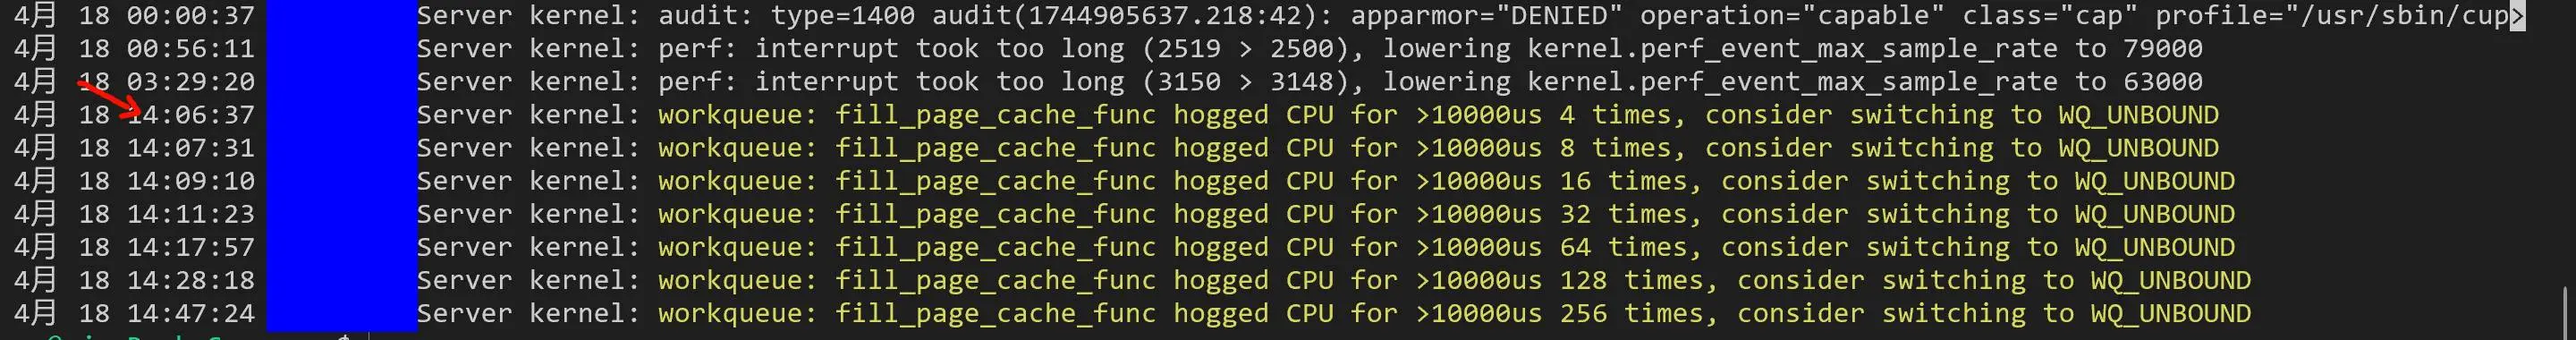 4月 18 00:00:37 Server kernel: audit: type=1400 audit(1744905637.218:42): apparmor="DENIED" operation="capable" class="cap" profile="/usr/sbin/cup>
4月 18 00:56:11 Server kernel: perf: interrupt took too long (2519 > 2500), lowering kernel.perf_event_max_sample_rate to 79000
4月 18 03:29:20 Server kernel: perf: interrupt took too long (3150 > 3148), lowering kernel.perf_event_max_sample_rate to 63000
4月 18 14:06:37 Server kernel: workqueue: fill_page_cache_func hogged CPU for >10000us 4 times, consider switching to WQ_UNBOUND
4月 18 14:07:31 Server kernel: workqueue: fill_page_cache_func hogged CPU for >10000us 8 times, consider switching to WQ_UNBOUND
4月 18 14:09:10 Server kernel: workqueue: fill_page_cache_func hogged CPU for >10000us 16 times, consider switching to WQ_UNBOUND
4月 18 14:11:23 Server kernel: workqueue: fill_page_cache_func hogged CPU for >10000us 32 times, consider switching to WQ_UNBOUND
4月 18 14:17:57 Server kernel: workqueue: fill_page_cache_func hogged CPU for >10000us 64 times, consider switching to WQ_UNBOUND
4月 18 14:28:18 Server kernel: workqueue: fill_page_cache_func hogged CPU for >10000us 128 times, consider switching to WQ_UNBOUND
4月 18 14:47:24 Server kernel: workqueue: fill_page_cache_func hogged CPU for >10000us 256 times, consider switching to WQ_UNBOUND